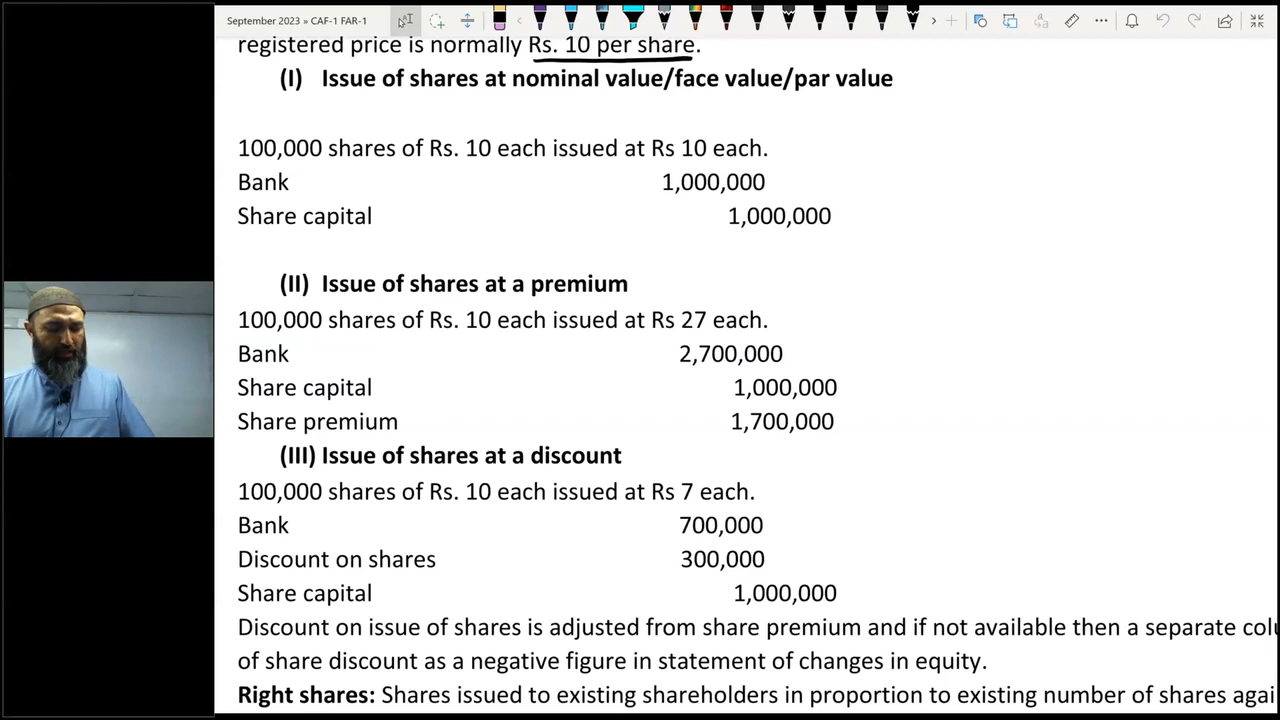 September 2023 » CAF-1 FAR-1
registered price is normally Rs. 10 per share.
(I) Issue of shares at nominal value/face value/par value
100,000 shares of Rs. 10 each issued at Rs 10 each.
Bank 1,000,000
Share capital 1,000,000
(II) Issue of shares at a premium
100,000 shares of Rs. 10 each issued at Rs 27 each.
Bank 2,700,000
Share capital 1,000,000
Share premium 1,700,000
(III) Issue of shares at a discount
100,000 shares of Rs. 10 each issued at Rs 7 each.
Bank 700,000
Discount on shares 300,000
Share capital 1,000,000
Discount on issue of shares is adjusted from share premium and if not available then a separate colu
of share discount as a negative figure in statement of changes in equity.
Right shares: Shares issued to existing shareholders in proportion to existing number of shares agai